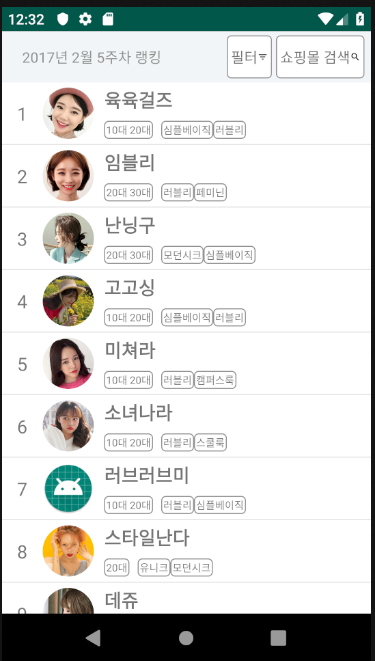 12:32
2017년 2월 5주차 랭킹 필터 쇼핑몰 검색
1 육육걸즈
10대 20대 심플베이직 러블리
2 임블리
20대 30대 러블리 페미닌
3 난닝구
20대 30대 모던시크 심플베이직
4 고고싱
10대 20대 심플베이직 러블리
5 미쳐라
10대 20대 러블리 캠퍼스룩
6 소녀나라
10대 20대 러블리 스쿨룩
7 러브러브미
10대 20대 러블리 심플베이직
8 스타일난다
20대 유니크 모던시크
9 데쥬